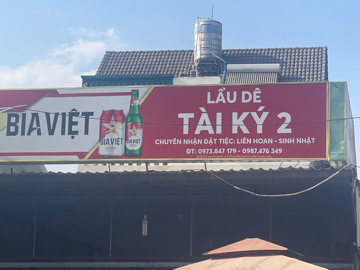 LẨU DÊ
TÀI KÝ 2
CHUYÊN NHẬN ĐẶT TIỆC: LIÊN HOAN - SINH NHẬT
ĐT: 0973.847 179 - 0987.476 349
BIA VIỆT
BIA VIỆT